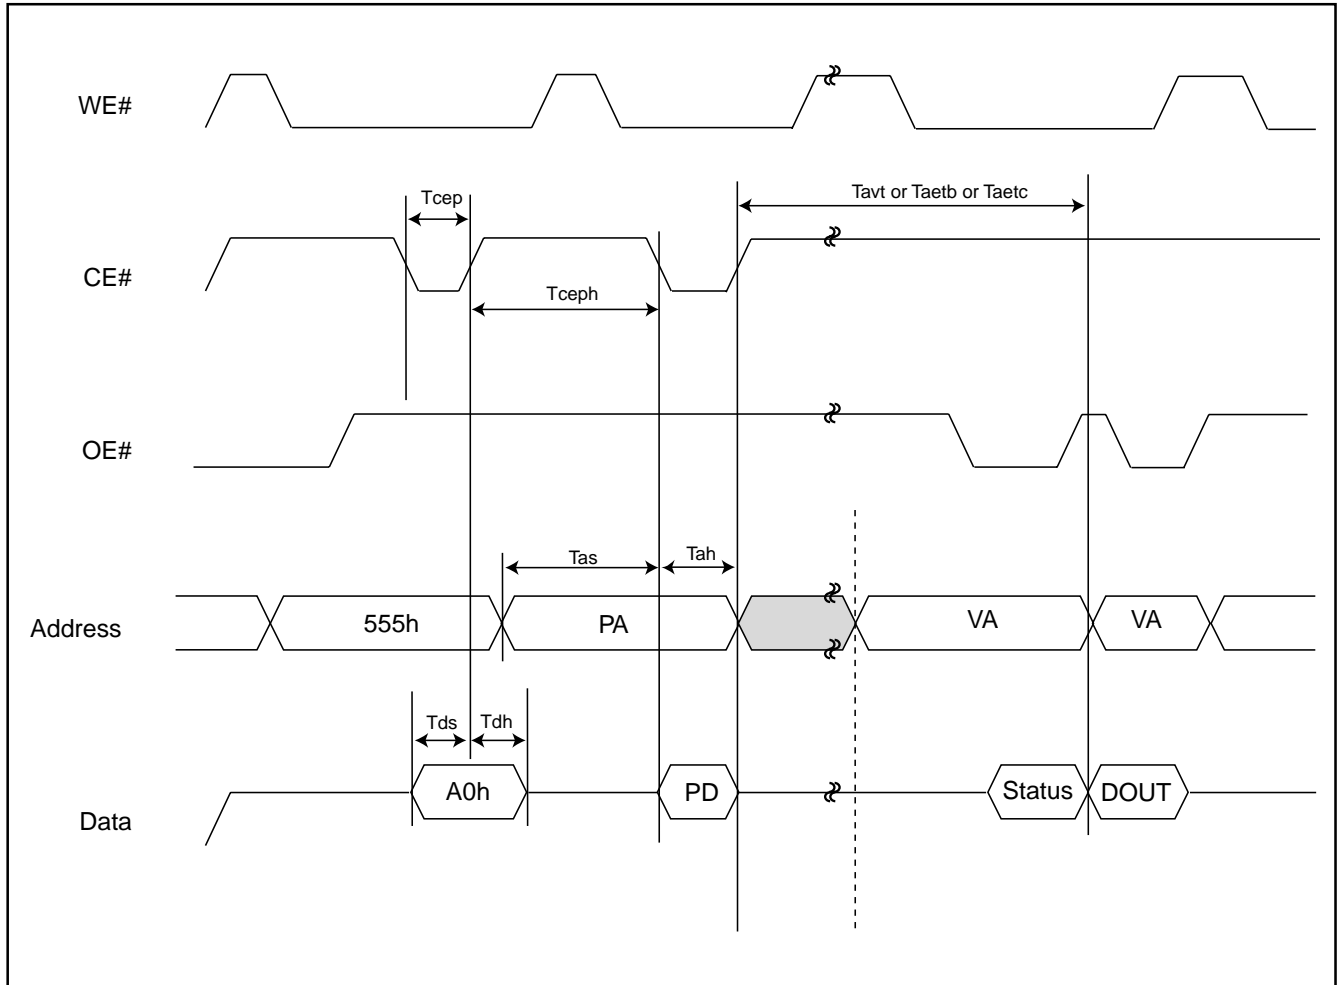 WE#
Tcep
Tavt or Taetb or Taetc
CE#
Tceph
OE#
Tas
Tah
Address
555h
PA
VA
VA
Tds
Tdh
Data
A0h
PD
Status
DOUT